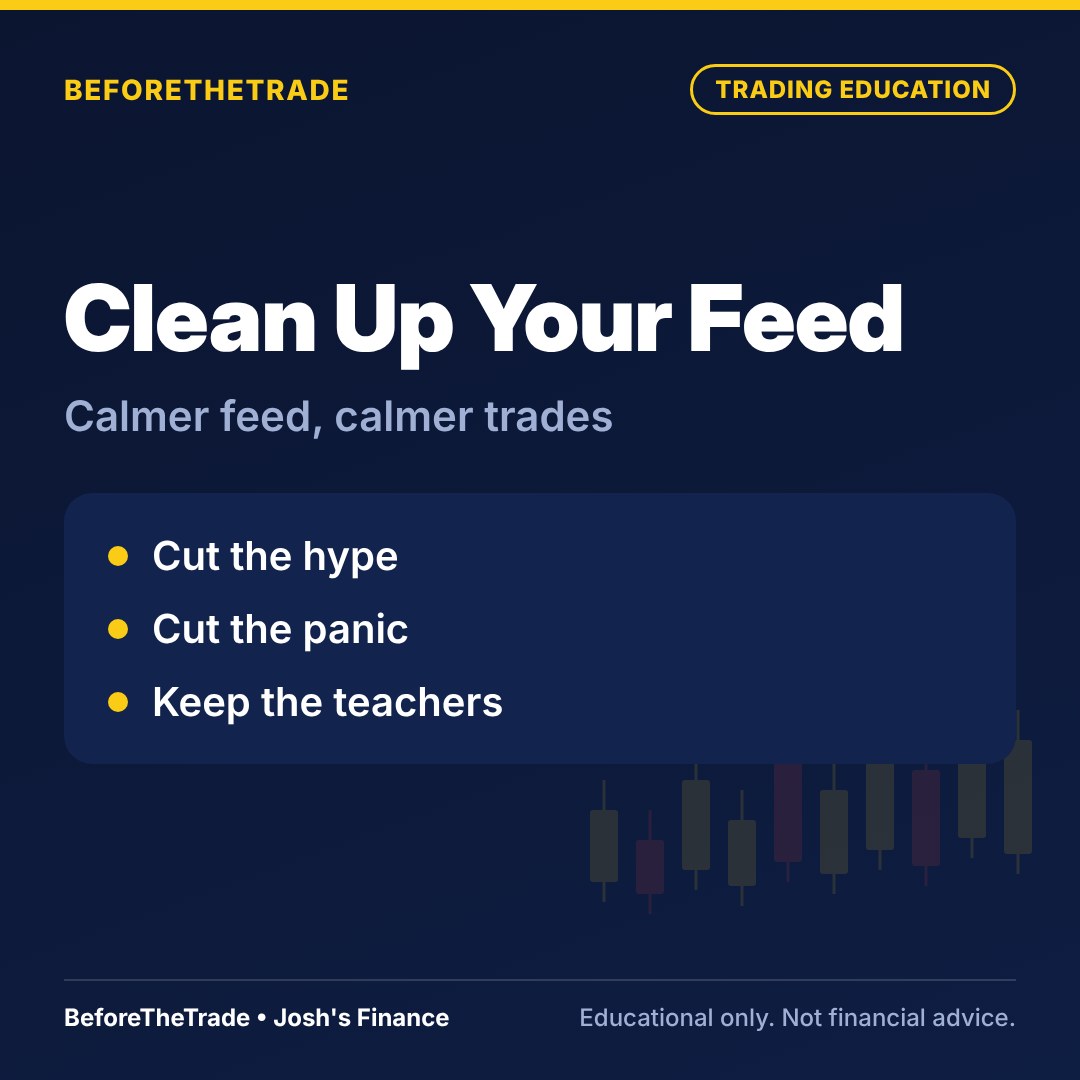 BEFORETHETRADE
TRADING EDUCATION
Clean Up Your Feed
Calmer feed, calmer trades
Cut the hype
Cut the panic
Keep the teachers
BeforeTheTrade • Josh's Finance
Educational only. Not financial advice.